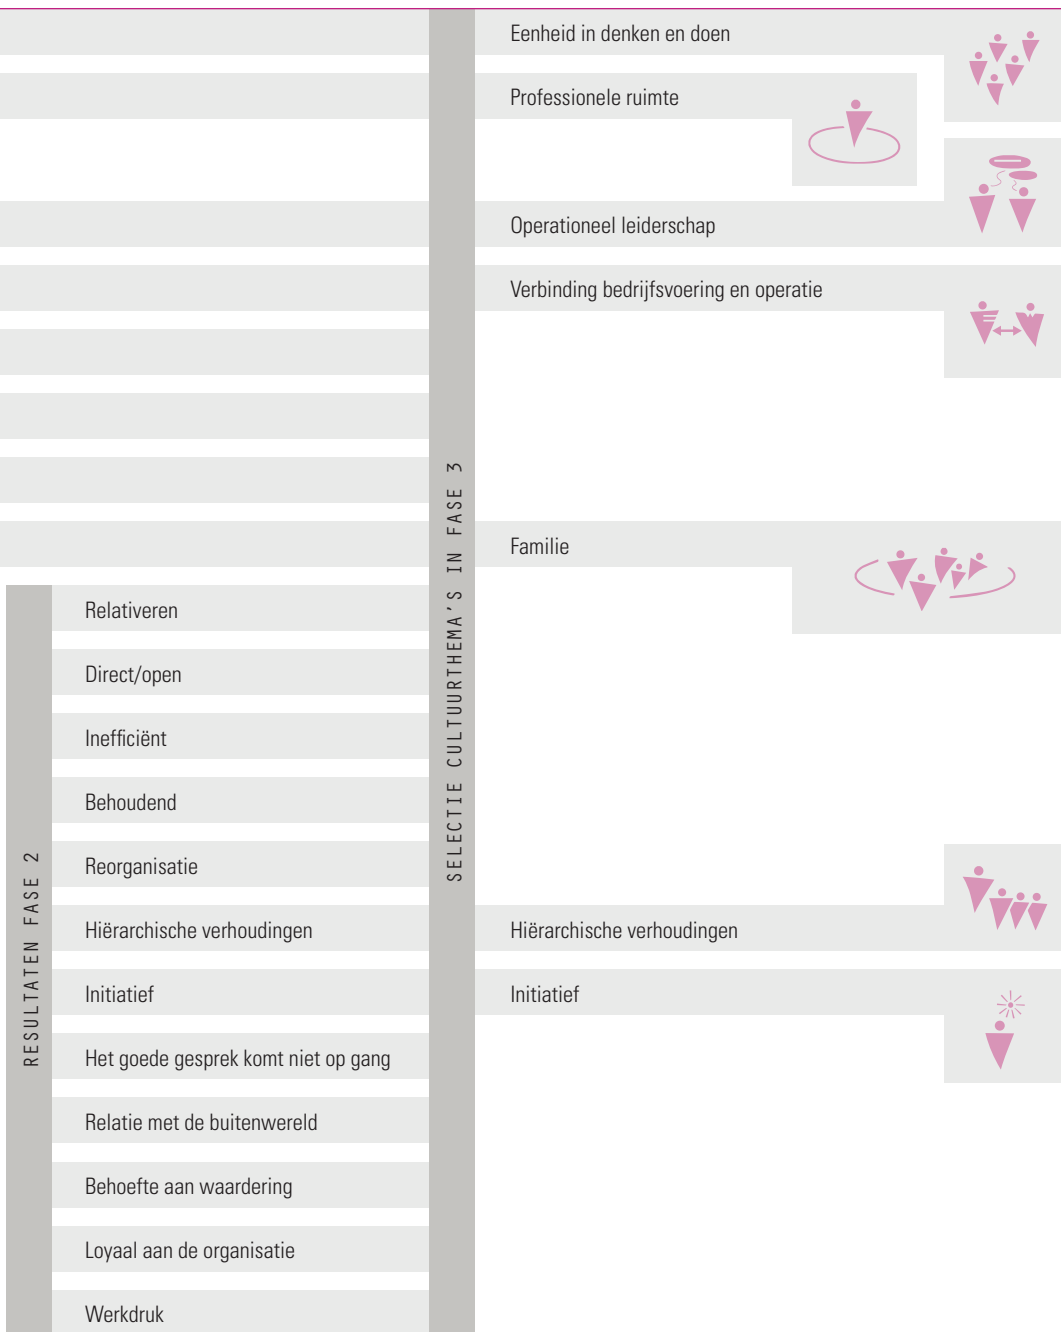 RESULTATEN FASE 2
Relativeren
Direct/open
Inefficiënt
Behoudend
Reorganisatie
Hiërarchische verhoudingen
Initiatief
Het goede gesprek komt niet op gang
Relatie met de buitenwereld
Behoefte aan waardering
Loyaal aan de organisatie
Werkdruk
SELECTIE CULTUURTHEMA'S IN FASE 3
Eenheid in denken en doen
Professionele ruimte
Operationeel leiderschap
Verbinding bedrijfsvoering en operatie
Familie
Hiërarchische verhoudingen
Initiatief